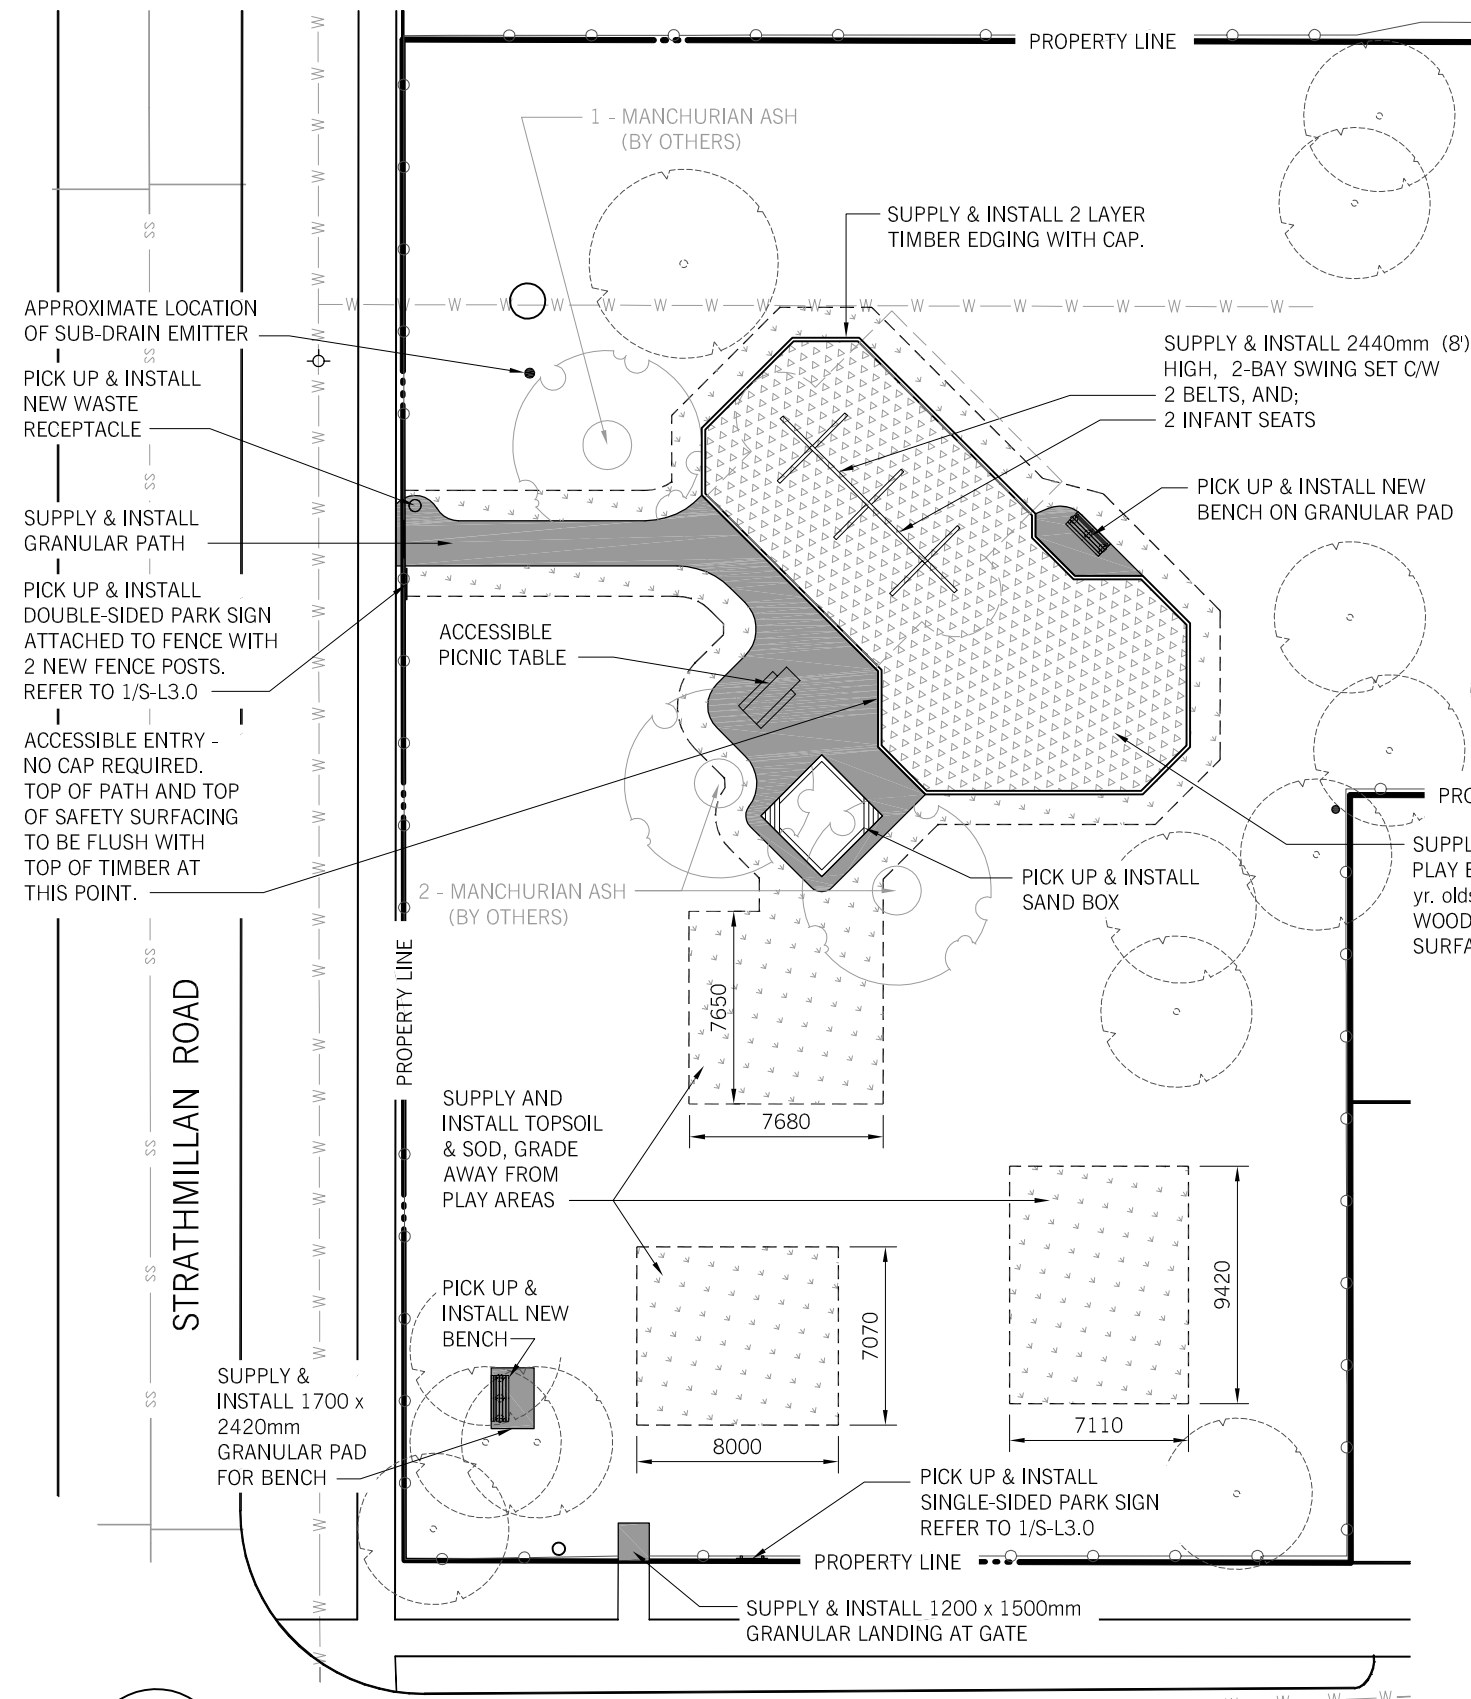 PROPERTY LINE
1 - MANCHURIAN ASH
(BY OTHERS)
SUPPLY & INSTALL 2 LAYER
TIMBER EDGING WITH CAP.
APPROXIMATE LOCATION
OF SUB-DRAIN EMITTER
PICK UP & INSTALL
NEW WASTE
RECEPTACLE
SUPPLY & INSTALL
GRANULAR PATH
PICK UP & INSTALL
DOUBLE-SIDED PARK SIGN
ATTACHED TO FENCE WITH
2 NEW FENCE POSTS.
REFER TO 1/S-L3.0
ACCESSIBLE ENTRY -
NO CAP REQUIRED.
TOP OF PATH AND TOP
OF SAFETY SURFACING
TO BE FLUSH WITH
TOP OF TIMBER AT
THIS POINT.
SUPPLY & INSTALL 2440mm (8')
HIGH, 2-BAY SWING SET C/W
2 BELTS, AND;
2 INFANT SEATS
PICK UP & INSTALL NEW
BENCH ON GRANULAR PAD
ACCESSIBLE
PICNIC TABLE
2 - MANCHURIAN ASH
(BY OTHERS)
PICK UP & INSTALL
SAND BOX
PRO
SUPPL
PLAY E
yr. olds
WOOD
SURFA
PROPERTY LINE
STRATHMILLAN ROAD
7650
7680
SUPPLY AND
INSTALL TOPSOIL
& SOD, GRADE
AWAY FROM
PLAY AREAS
9420
7110
7070
8000
PICK UP &
INSTALL NEW
BENCH
SUPPLY &
INSTALL 1700 x
2420mm
GRANULAR PAD
FOR BENCH
PICK UP & INSTALL
SINGLE-SIDED PARK SIGN
REFER TO 1/S-L3.0
PROPERTY LINE
SUPPLY & INSTALL 1200 x 1500mm
GRANULAR LANDING AT GATE